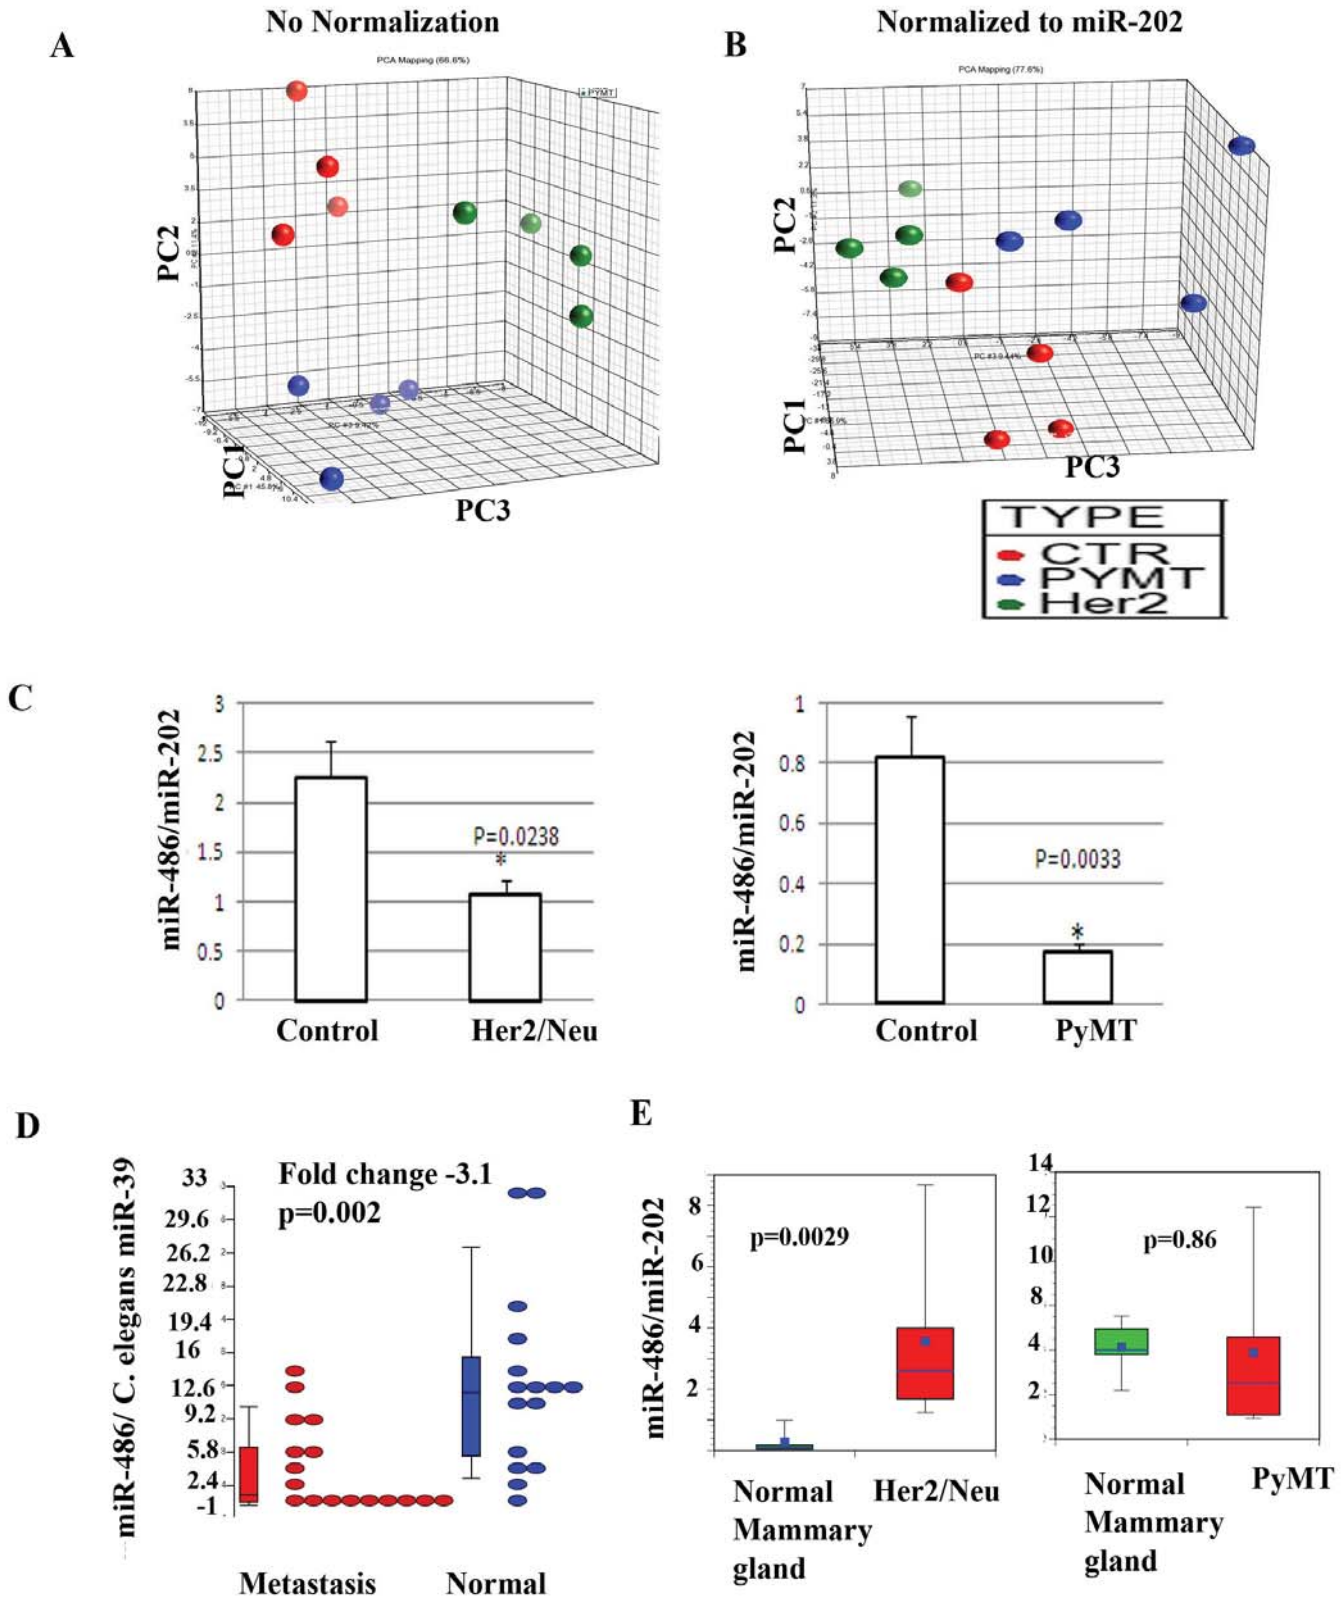 No Normalization
Normalized to miR-202
A
B
PCA Mapping (66.6%)
PCA Mapping (77.6%)
PYMT
PC2
PC1
PC3
PC2
PC1
PC3
TYPE
CTR
PYMT
Her2
C
miR-486/miR-202
3
2.5
2
1.5
1
0.5
0
P=0.0238
*
Control
Her2/Neu
miR-486/miR-202
1
0.8
0.6
0.4
0.2
0
P=0.0033
*
Control
PyMT
D
miR-486/ C. elegans miR-39
33
29.6
26.2
22.8
19.4
16
12.6
9.2
5.8
2.4
-1
Fold change -3.1
p=0.002
Metastasis
Normal
E
miR-486/miR-202
8
6
4
2
p=0.0029
Normal
Mammary
gland
Her2/Neu
14
12
10
8
4
2
p=0.86
Normal
Mammary
gland
PyMT